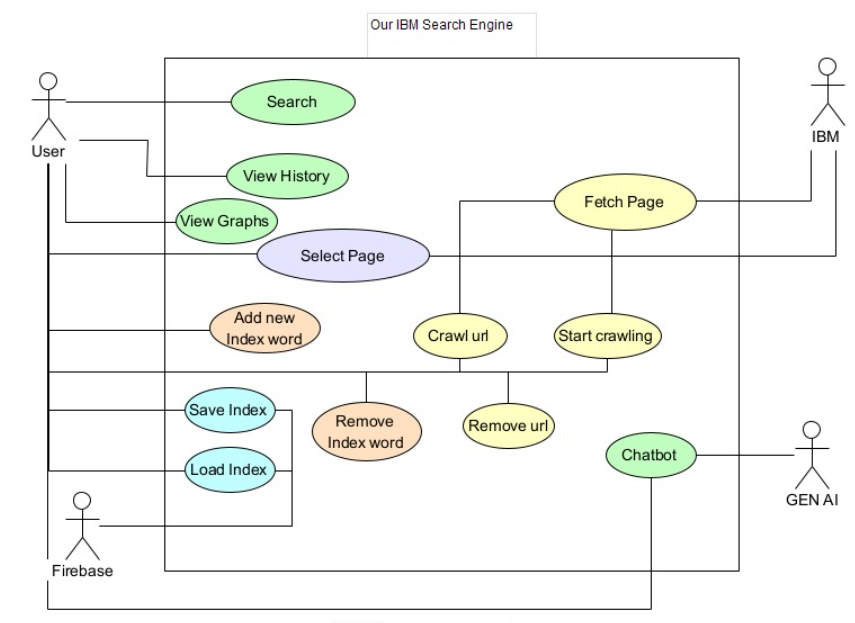 Our IBM Search Engine
Search
User
IBM
View History
Fetch Page
View Graphs
Select Page
Add new
Index word
Crawl url
Start crawling
Save Index
Remove
Index word
Remove url
Load Index
Chatbot
GEN AI
Firebase